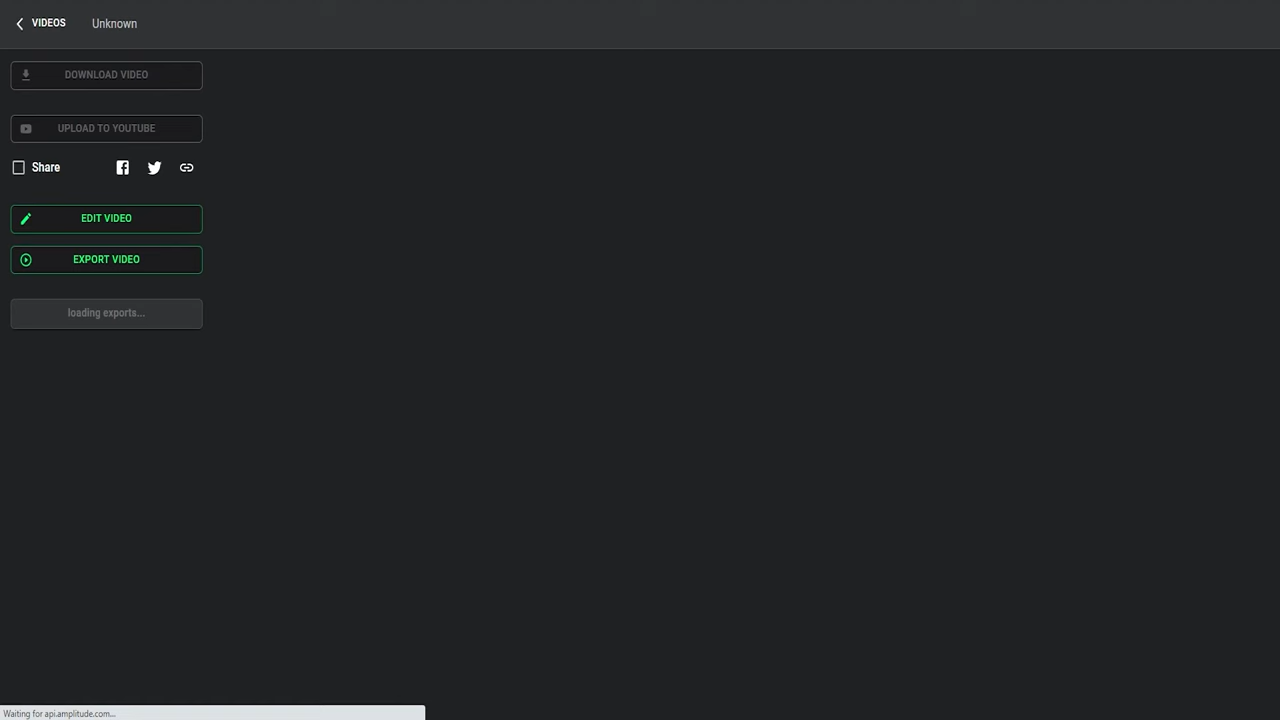 VIDEOS Unknown
DOWNLOAD VIDEO
UPLOAD TO YOUTUBE
Share
EDIT VIDEO
EXPORT VIDEO
loading exports...
Waiting for api.amplitude.com...